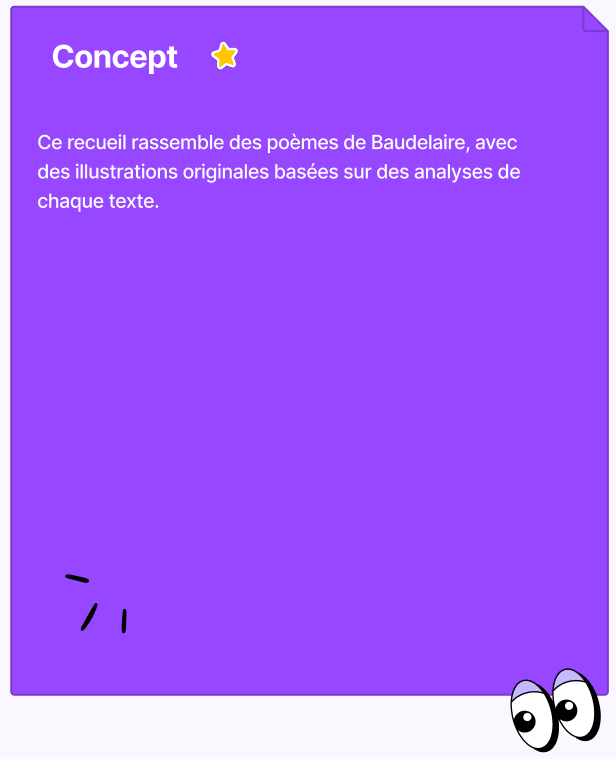 Concept
Ce recueil rassemble des poèmes de Baudelaire, avec
des illustrations originales basées sur des analyses de
chaque texte.